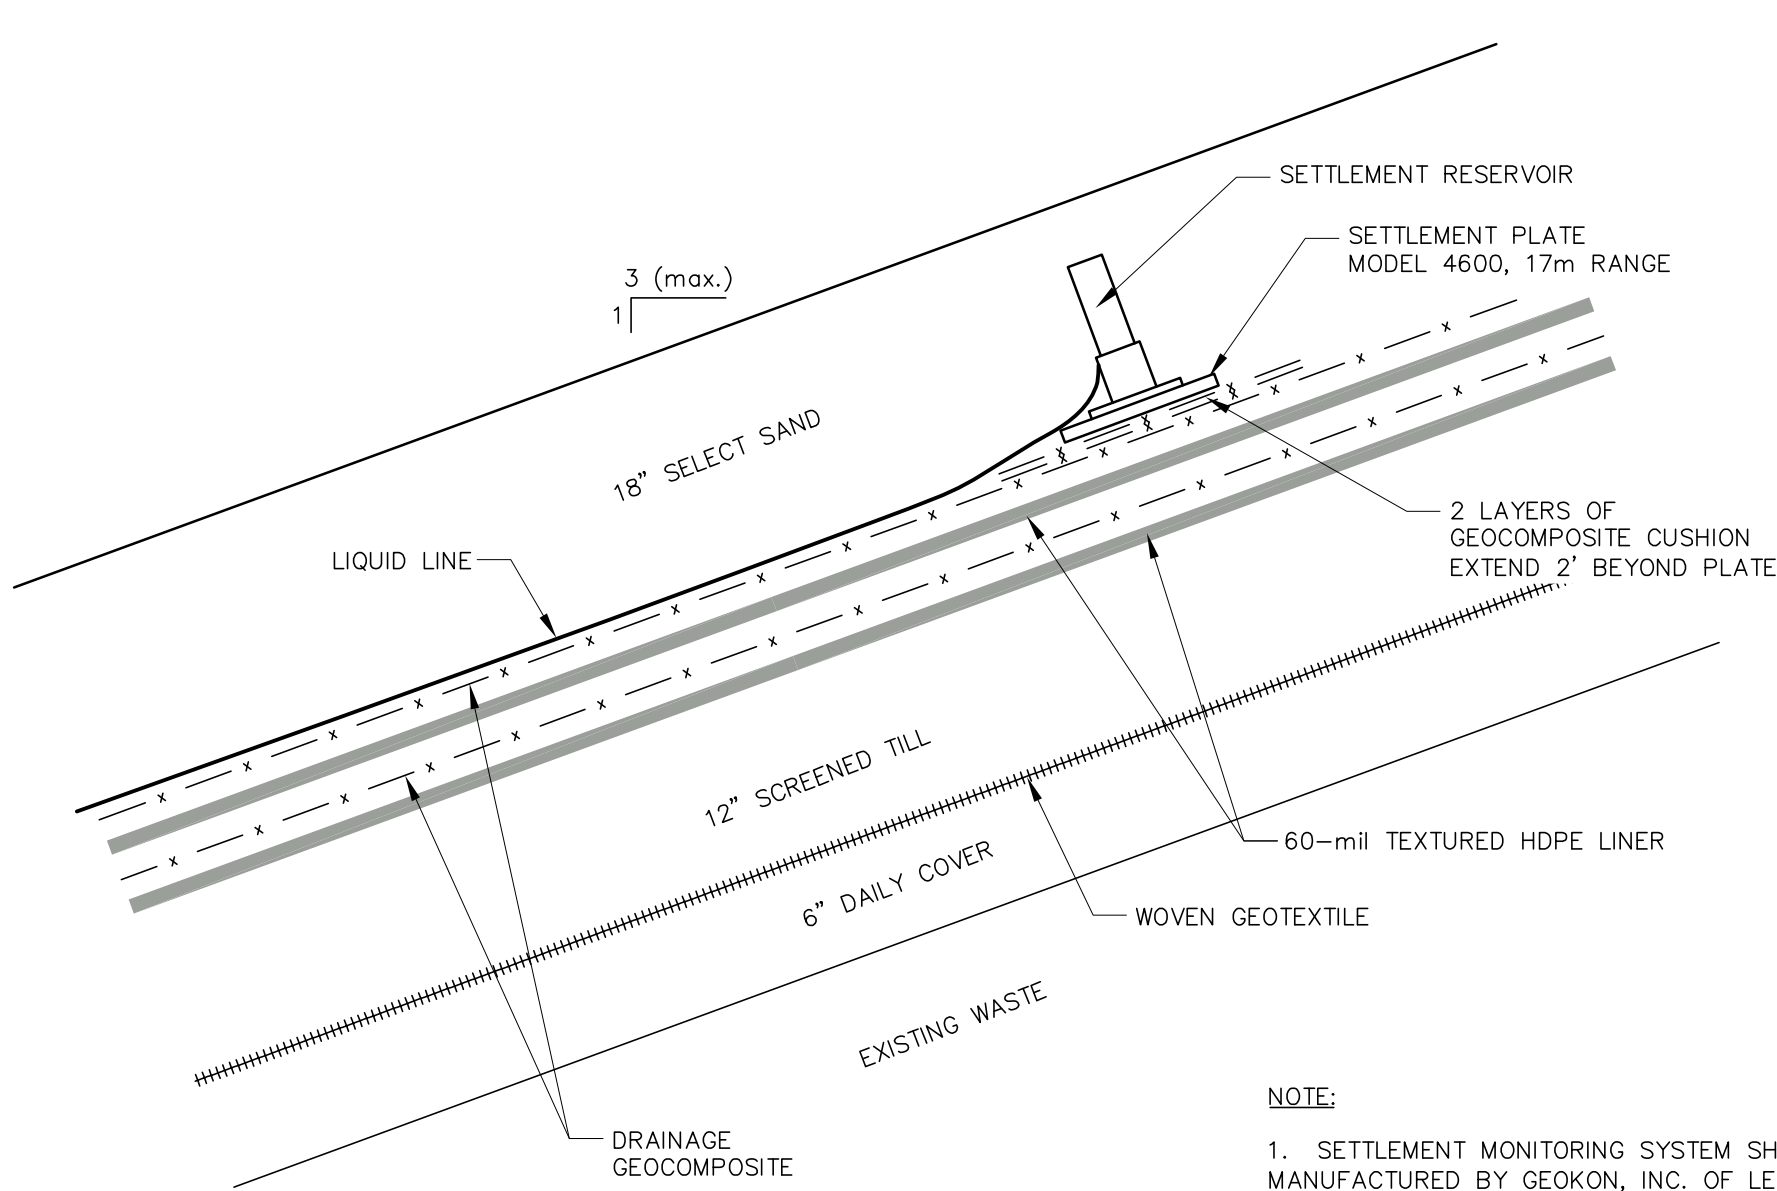 SETTLEMENT RESERVOIR
SETTLEMENT PLATE
MODEL 4600, 17m RANGE
3 (max.)
1
18" SELECT SAND
LIQUID LINE
2 LAYERS OF
GEOCOMPOSITE CUSHION
EXTEND 2' BEYOND PLATE
12" SCREENED TILL
60-mil TEXTURED HDPE LINER
6" DAILY COVER
WOVEN GEOTEXTILE
EXISTING WASTE
DRAINAGE
GEOCOMPOSITE
NOTE:
1. SETTLEMENT MONITORING SYSTEM SH
MANUFACTURED BY GEOKON, INC. OF LE